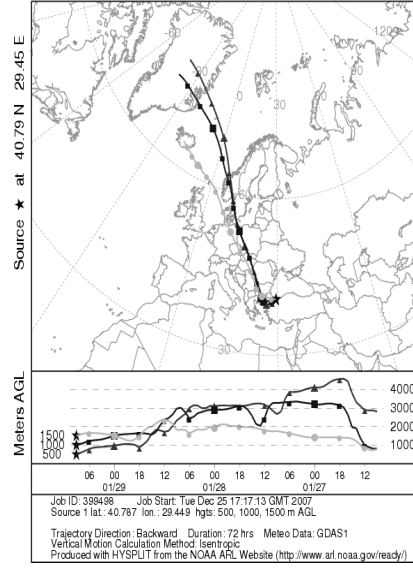 Source ★ at 40.79 N 29.45 E
-60
120
0
30
30
Meters AGL
4000
3000
2000
1000
1500
1000
500
06 00 18 12 06 00 18 12 06 00 18 12
01/29 01/28 01/27
Job ID: 399498 Job Start: Tue Dec 25 17:17:13 GMT 2007
Source 1 lat.: 40.787 lon.: 29.449 hgts: 500, 1000, 1500 m AGL
Trajectory Direction: Backward Duration: 72 hrs Meteo Data: GDAS1
Vertical Motion Calculation Method: Isentropic
Produced with HYSPLIT from the NOAA ARL Website (http://www.arl.noaa.gov/ready/)